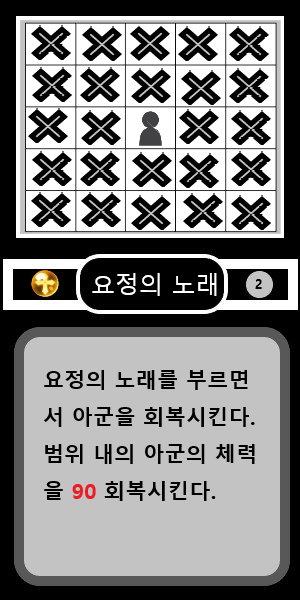 요정의 노래
2
요정의 노래를 부르면
서 아군을 회복시킨다.
범위 내의 아군의 체력
을 90 회복시킨다.